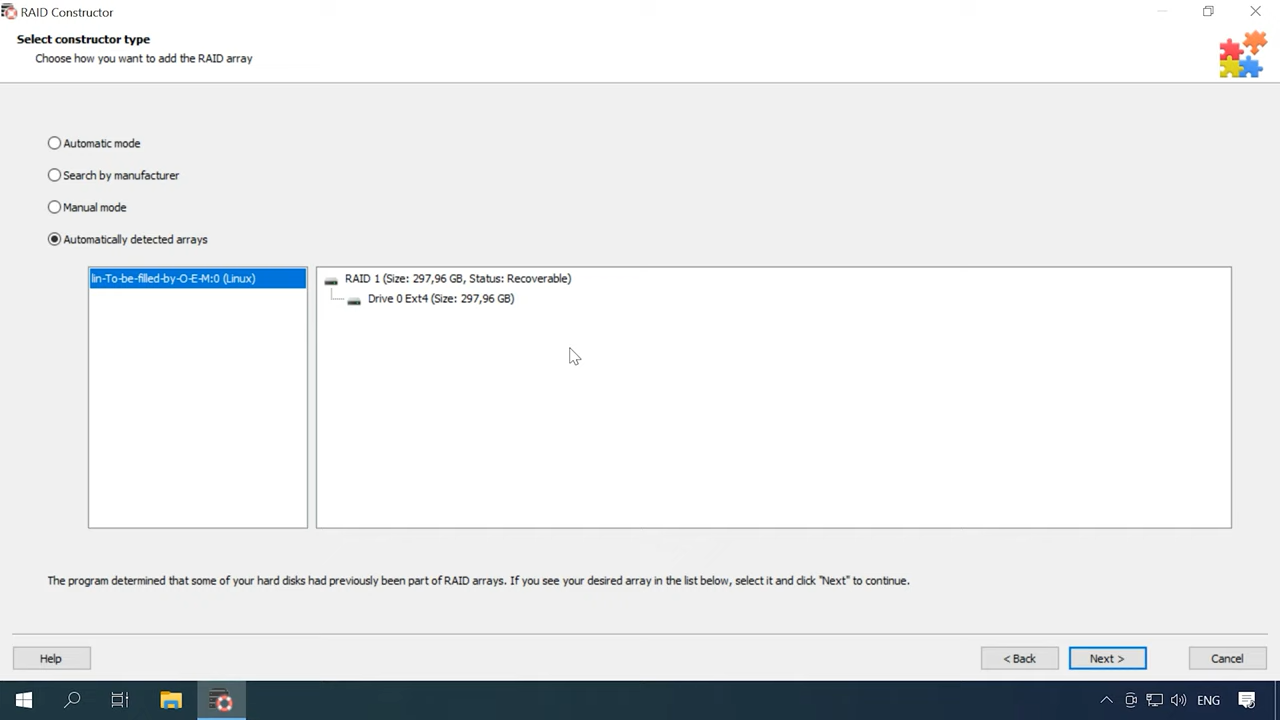 RAID Constructor
Select constructor type
Choose how you want to add the RAID array
Automatic mode
Search by manufacturer
Manual mode
Automatically detected arrays
lin-To-be-filled-by-O-E-M:0 (Linux)
RAID 1 (Size: 297,96 GB, Status: Recoverable)
Drive 0 Ext4 (Size: 297,96 GB)
The program determined that some of your hard disks had previously been part of RAID arrays. If you see your desired array in the list below, select it and click "Next" to continue.
Help
< Back
Next >
Cancel
ENG